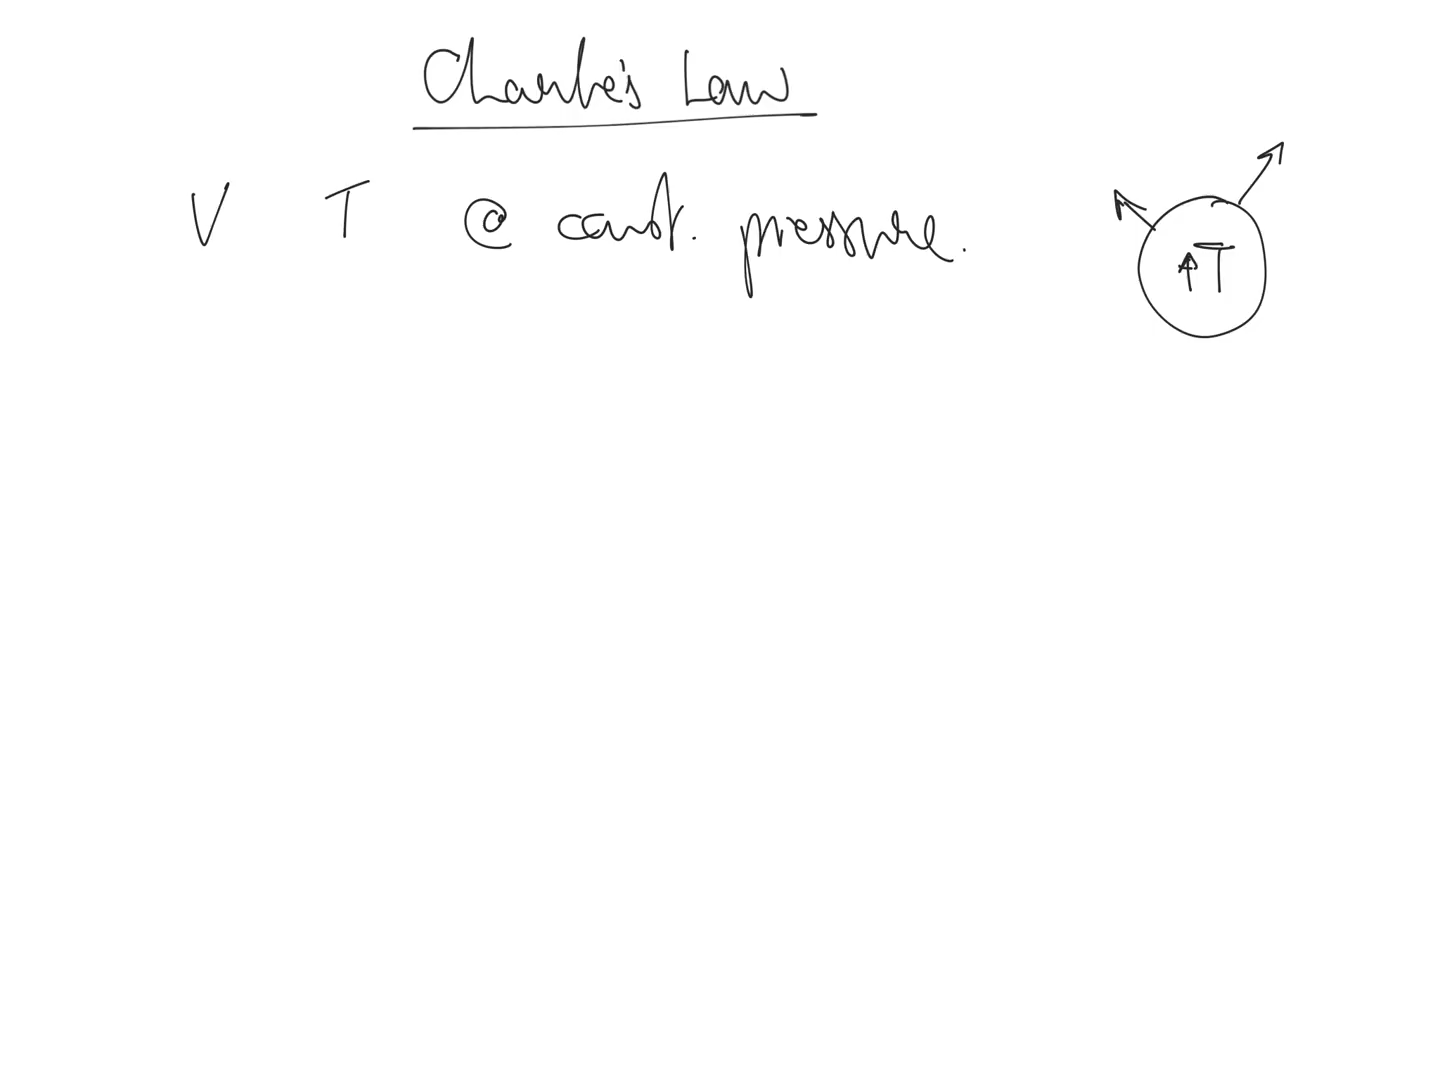 Charle's Law
V T @ const. pressure.
↑T